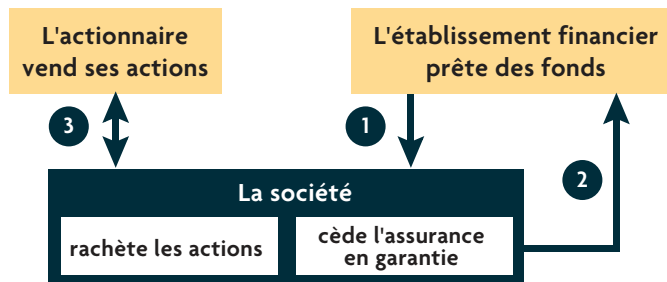 L'actionnaire
vend ses actions
L'établissement financier
prête des fonds
3
1
2
La société
rachète les actions
cède l'assurance
en garantie